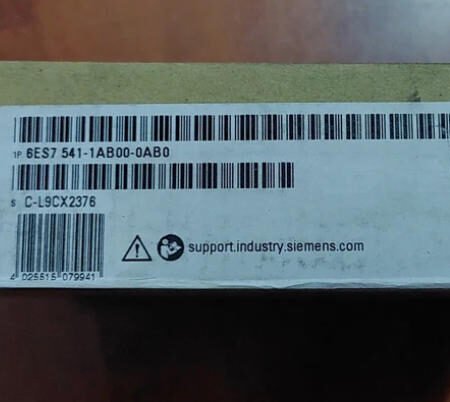 1P 6ES7 541-1AB00-0AB0
S C-L9CX2376
support.industry.siemens.com
4 025515 079941